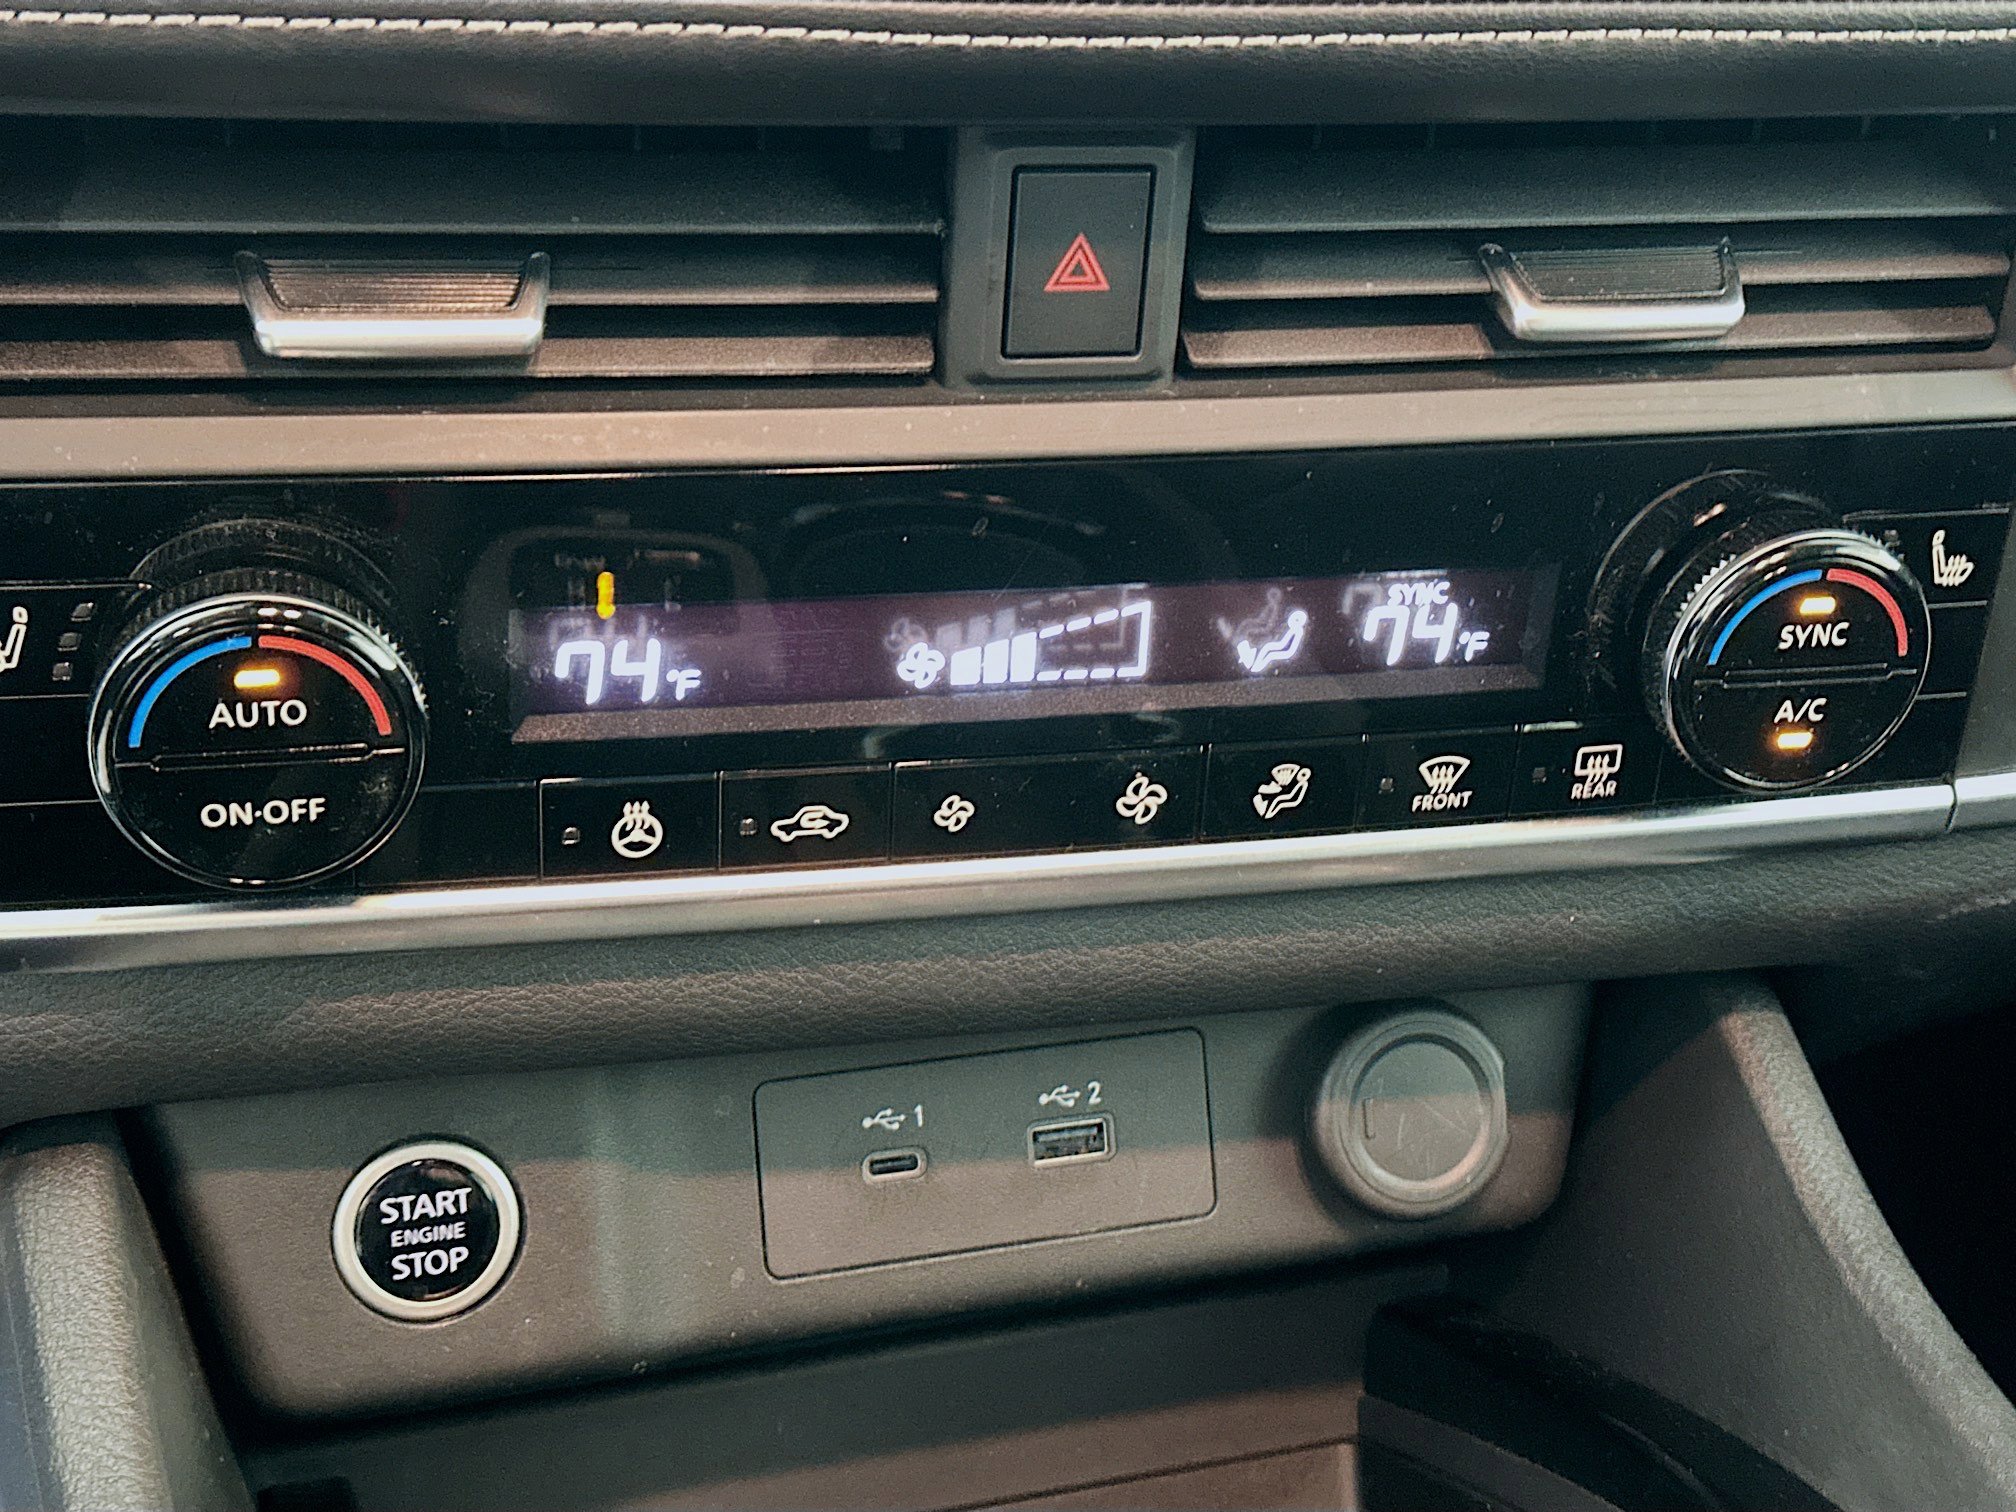 SYNC
74°F
74°F
AUTO
ON·OFF
SYNC
A/C
FRONT
REAR
1
2
START
ENGINE
STOP